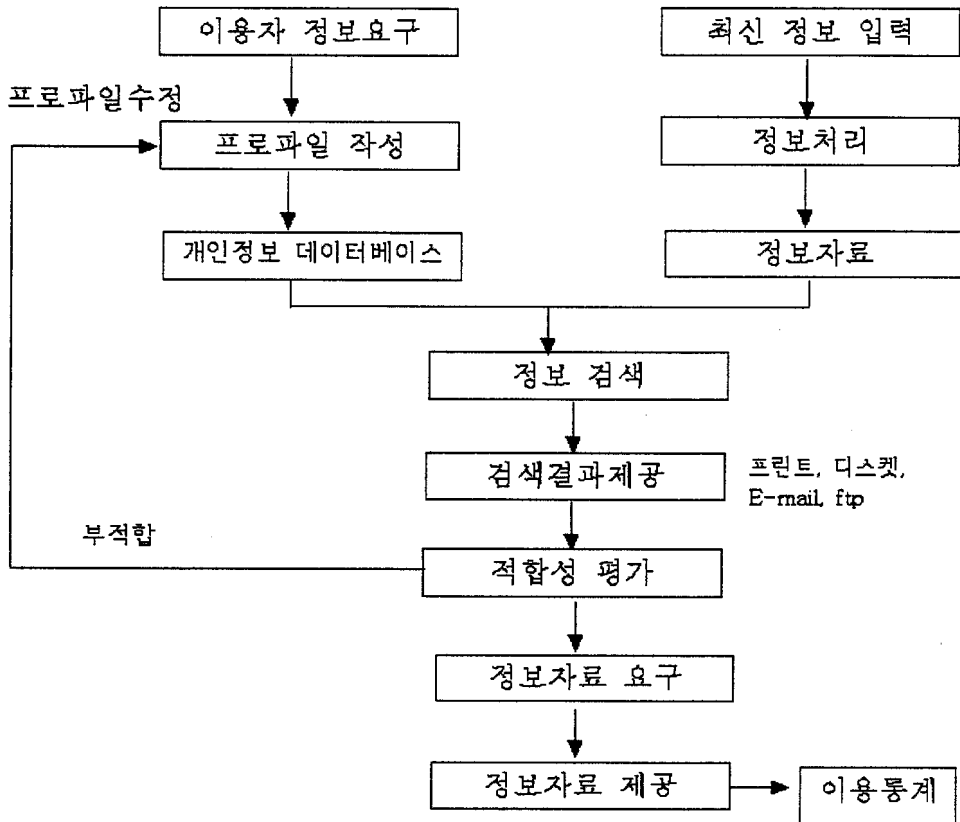 이용자 정보요구
최신 정보 입력
프로파일수정
프로파일 작성
정보처리
개인정보 데이터베이스
정보자료
정보 검색
검색결과제공
프린트, 디스켓,
E-mail, ftp
부적합
적합성 평가
정보자료 요구
정보자료 제공
이용통계